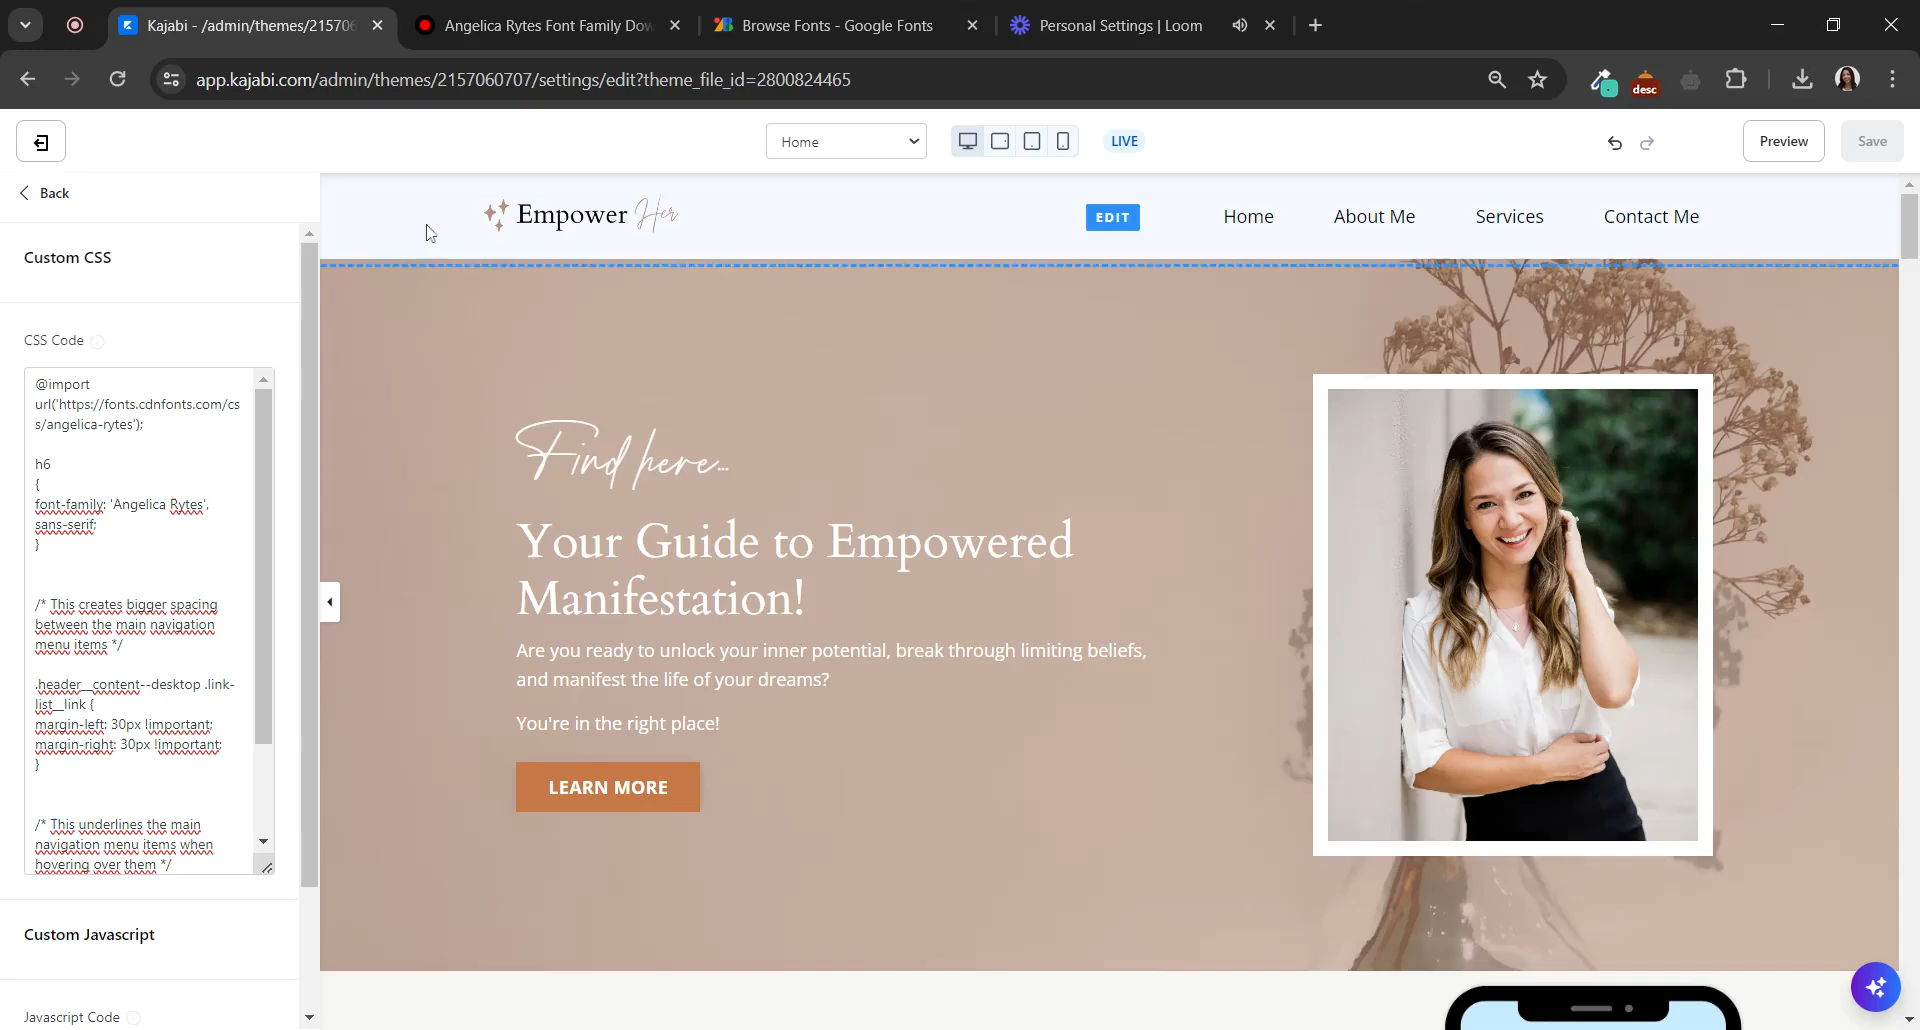 Kajabi - /admin/themes/21570
Angelica Rytes Font Family Dow
Browse Fonts - Google Fonts
Personal Settings | Loom
app.kajabi.com/admin/themes/2157060707/settings/edit?theme_file_id=2800824465
desc
Home
LIVE
Preview
Save
Back
Custom CSS
CSS Code
@import
url('https://fonts.cdnfonts.com/cs
s/angelica-rytes');
h6
{
font-family: 'Angelica Rytes',
sans-serif;
}
/* This creates bigger spacing
between the main navigation
menu items */
.header__content--desktop .link-
list__link {
margin-left: 30px !important;
margin-right: 30px !important;
}
/* This underlines the main
navigation menu items when
hovering over them */
Custom Javascript
Javascript Code
Empower Her
EDIT
Home
About Me
Services
Contact Me
Find here...
Your Guide to Empowered
Manifestation!
Are you ready to unlock your inner potential, break through limiting beliefs,
and manifest the life of your dreams?
You're in the right place!
LEARN MORE